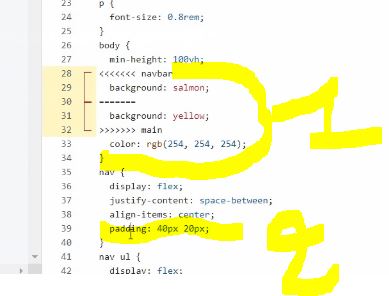 23 p {
24 font-size: 0.8rem;
25 }
26 body {
27 min-height: 100vh;
28 <<<<<<< navbar
29 background: salmon;
30 =======
31 background: yellow;
32 >>>>>>> main
33 color: rgb(254, 254, 254);
34 }
35 nav {
36 display: flex;
37 justify-content: space-between;
38 align-items: center;
39 padding: 40px 20px;
40 }
41 nav ul {
42 display: flex;
1
2